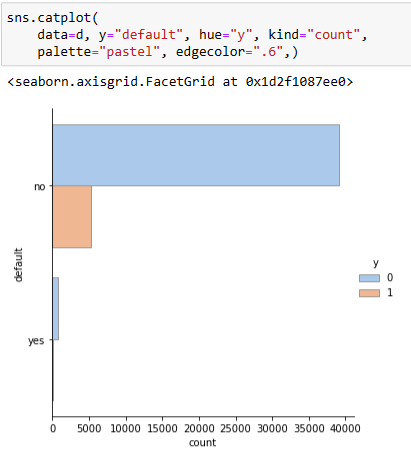 sns.catplot(
    data=d, y="default", hue="y", kind="count",
    palette="pastel", edgecolor=".6",)
<seaborn.axisgrid.FacetGrid at 0x1d2f1087ee0>
no
default
yes
y
0
1
0 5000 10000 15000 20000 25000 30000 35000 40000
count